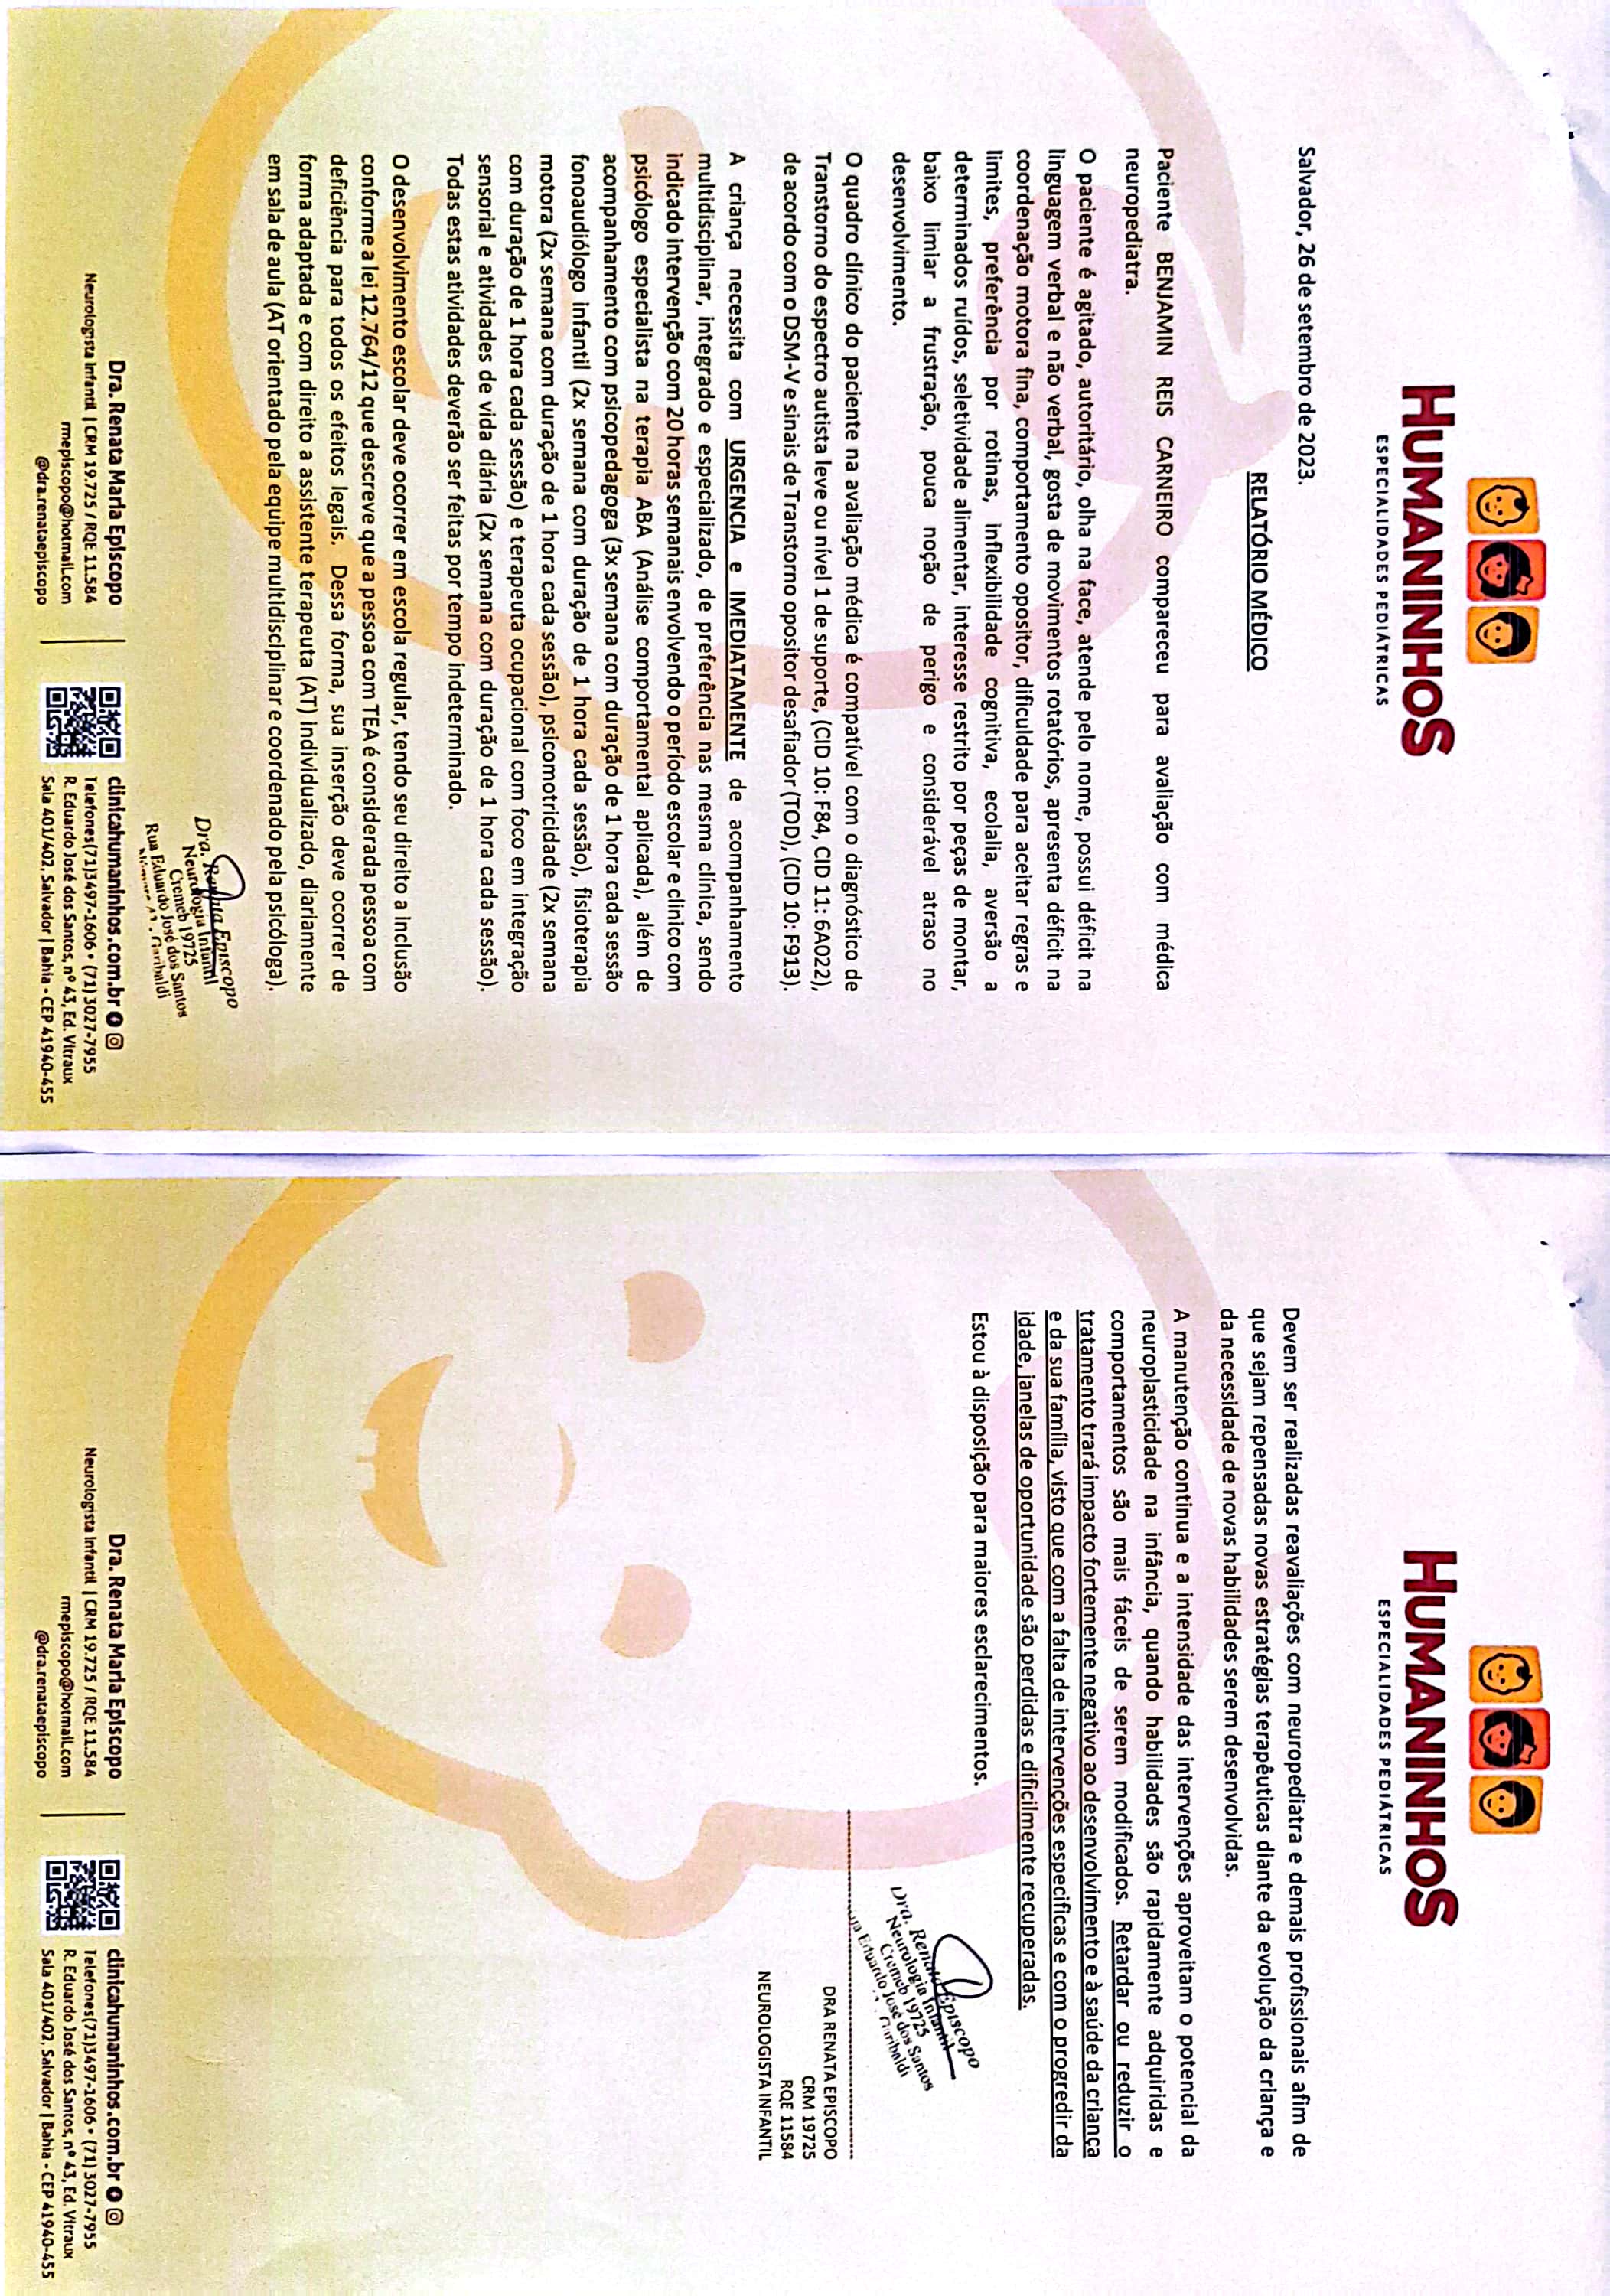 HUMANINHOS
ESPECIALIDADES PEDIÁTRICAS
Salvador, 26 de setembro de 2023.
RELATÓRIO MÉDICO
Paciente BENJAMIN REIS CARNEIRO compareceu para avaliação com médica
neuropediatra.
O paciente é agitado, autoritário, olha na face, atende pelo nome, possui déficit na
linguagem verbal e não verbal, gosta de movimentos rotatórios, apresenta déficit na
coordenação motora fina, comportamento opositor, dificuldade para aceitar regras e
limites, preferência por rotinas, inflexibilidade cognitiva, ecolalia, aversão a
determinados ruídos, seletividade alimentar, interesse restrito por peças de montar,
baixo limiar a frustração, pouca noção de perigo e considerável atraso no
desenvolvimento.
O quadro clínico do paciente na avaliação médica é compatível com o diagnóstico de
Transtorno do espectro autista leve ou nível 1 de suporte, (CID 10: F84, CID 11: 6A022),
de acordo com o DSM-V e sinais de Transtorno opositor desafiador (TOD), (CID 10: F913).
A criança necessita com URGENCIA e IMEDIATAMENTE de acompanhamento
multidisciplinar, integrado e especializado, de preferência nas mesma clínica, sendo
indicado intervenção com 20 horas semanais envolvendo o período escolar e clinico com
psicólogo especialista na terapia ABA (Análise comportamental aplicada), além de
acompanhamento com psicopedagoga (3x semana com duração de 1 hora cada sessão
fonoaudiólogo infantil (2x semana com duração de 1 hora cada sessão), fisioterapia
motora (2x semana com duração de 1 hora cada sessão), psicomotricidade (2x semana
com duração de 1 hora cada sessão) e terapeuta ocupacional com foco em integração
sensorial e atividades de vida diária (2x semana com duração de 1 hora cada sessão).
Todas estas atividades deverão ser feitas por tempo indeterminado.
O desenvolvimento escolar deve ocorrer em escola regular, tendo seu direito a inclusão
conforme a lei 12.764/12 que descreve que a pessoa com TEA é considerada pessoa com
deficiência para todos os efeitos legais. Dessa forma, sua inserção deve ocorrer de
forma adaptada e com direito a assistente terapeuta (AT) individualizado, diariamente
em sala de aula (AT orientado pela equipe multidisciplinar e coordenado pela psicóloga).
Dra. Renata Episcopo
Neurologia Infantil
Cremeb 19725
Rua Eduardo José dos Santos
Garibaldi
Dra. Renata Maria Episcopo
Neurologista Infantil | CRM 19.725 / RQE 11.584
rmepiscopo@hotmail.com
@dra.renataepiscopo
clinicahumaninhos.com.br
Telefones(71)3497-1606 • (71) 3027-7955
R. Eduardo José dos Santos, nº 43, Ed. Vitraux
Sala 401/402, Salvador | Bahia - CEP 41940-455
HUMANINHOS
ESPECIALIDADES PEDIÁTRICAS
Devem ser realizadas reavaliações com neuropediatra e demais profissionais afim de
que sejam repensadas novas estratégias terapêuticas diante da evolução da criança e
da necessidade de novas habilidades serem desenvolvidas.
A manutenção continua e a intensidade das intervenções aproveitam o potencial da
neuroplasticidade na infância, quando habilidades são rapidamente adquiridas e
comportamentos são mais fáceis de serem modificados. Retardar ou reduzir o
tratamento trará impacto fortemente negativo ao desenvolvimento e à saúde da criança
e da sua família, visto que com a falta de intervenções especificas e com o progredir da
idade, janelas de oportunidade são perdidas e dificilmente recuperadas.
Estou à disposição para maiores esclarecimentos.
Dra. Renata Episcopo
Neurologia Infantil
Cremeb 19725
Rua Eduardo José dos Santos
Garibaldi
DRA RENATA EPISCOPO
CRM 19725
RQE 11584
NEUROLOGISTA INFANTIL
Dra. Renata Maria Episcopo
Neurologista Infantil | CRM 19.725 / RQE 11.584
rmepiscopo@hotmail.com
@dra.renataepiscopo
clinicahumaninhos.com.br
Telefones(71)3497-1606 • (71) 3027-7955
R. Eduardo José dos Santos, nº 43, Ed. Vitraux
Sala 401/402, Salvador | Bahia - CEP 41940-455